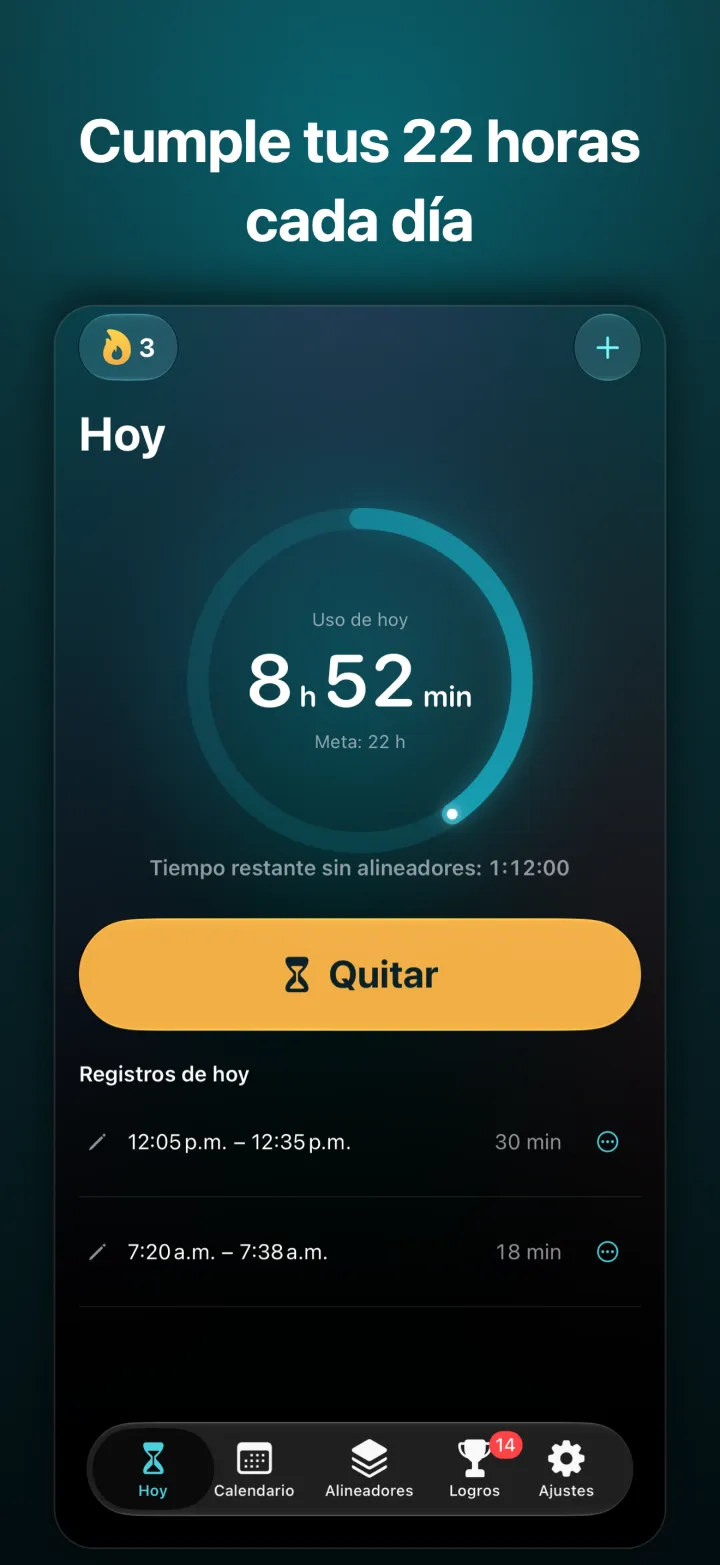 Cumple tus 22 horas
cada día
3
Hoy
Uso de hoy
8 h 52 min
Meta: 22 h
Tiempo restante sin alineadores: 1:12:00
Quitar
Registros de hoy
12:05 p.m. – 12:35 p.m. 30 min
7:20 a.m. – 7:38 a.m. 18 min
14
Hoy Calendario Alineadores Logros Ajustes